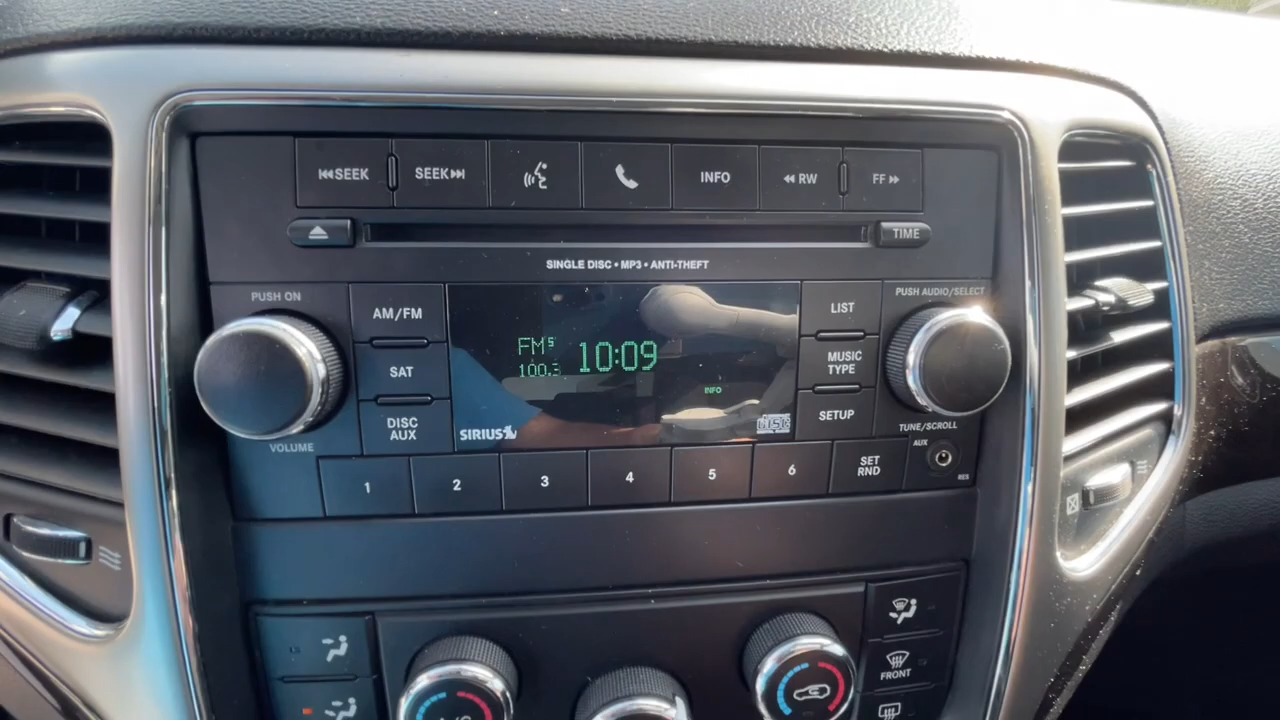 SEEK
SEEK
INFO
RW
FF
TIME
SINGLE DISC • MP3 • ANTI-THEFT
PUSH ON
PUSH AUDIO/SELECT
AM/FM
LIST
FM
10:09
100.3
SAT
MUSIC
TYPE
INFO
DISC
AUX
SETUP
SIRIUS
DISC
VOLUME
TUNE/SCROLL
AUX
1
2
3
4
5
6
SET
RND
RES
FRONT
A/C